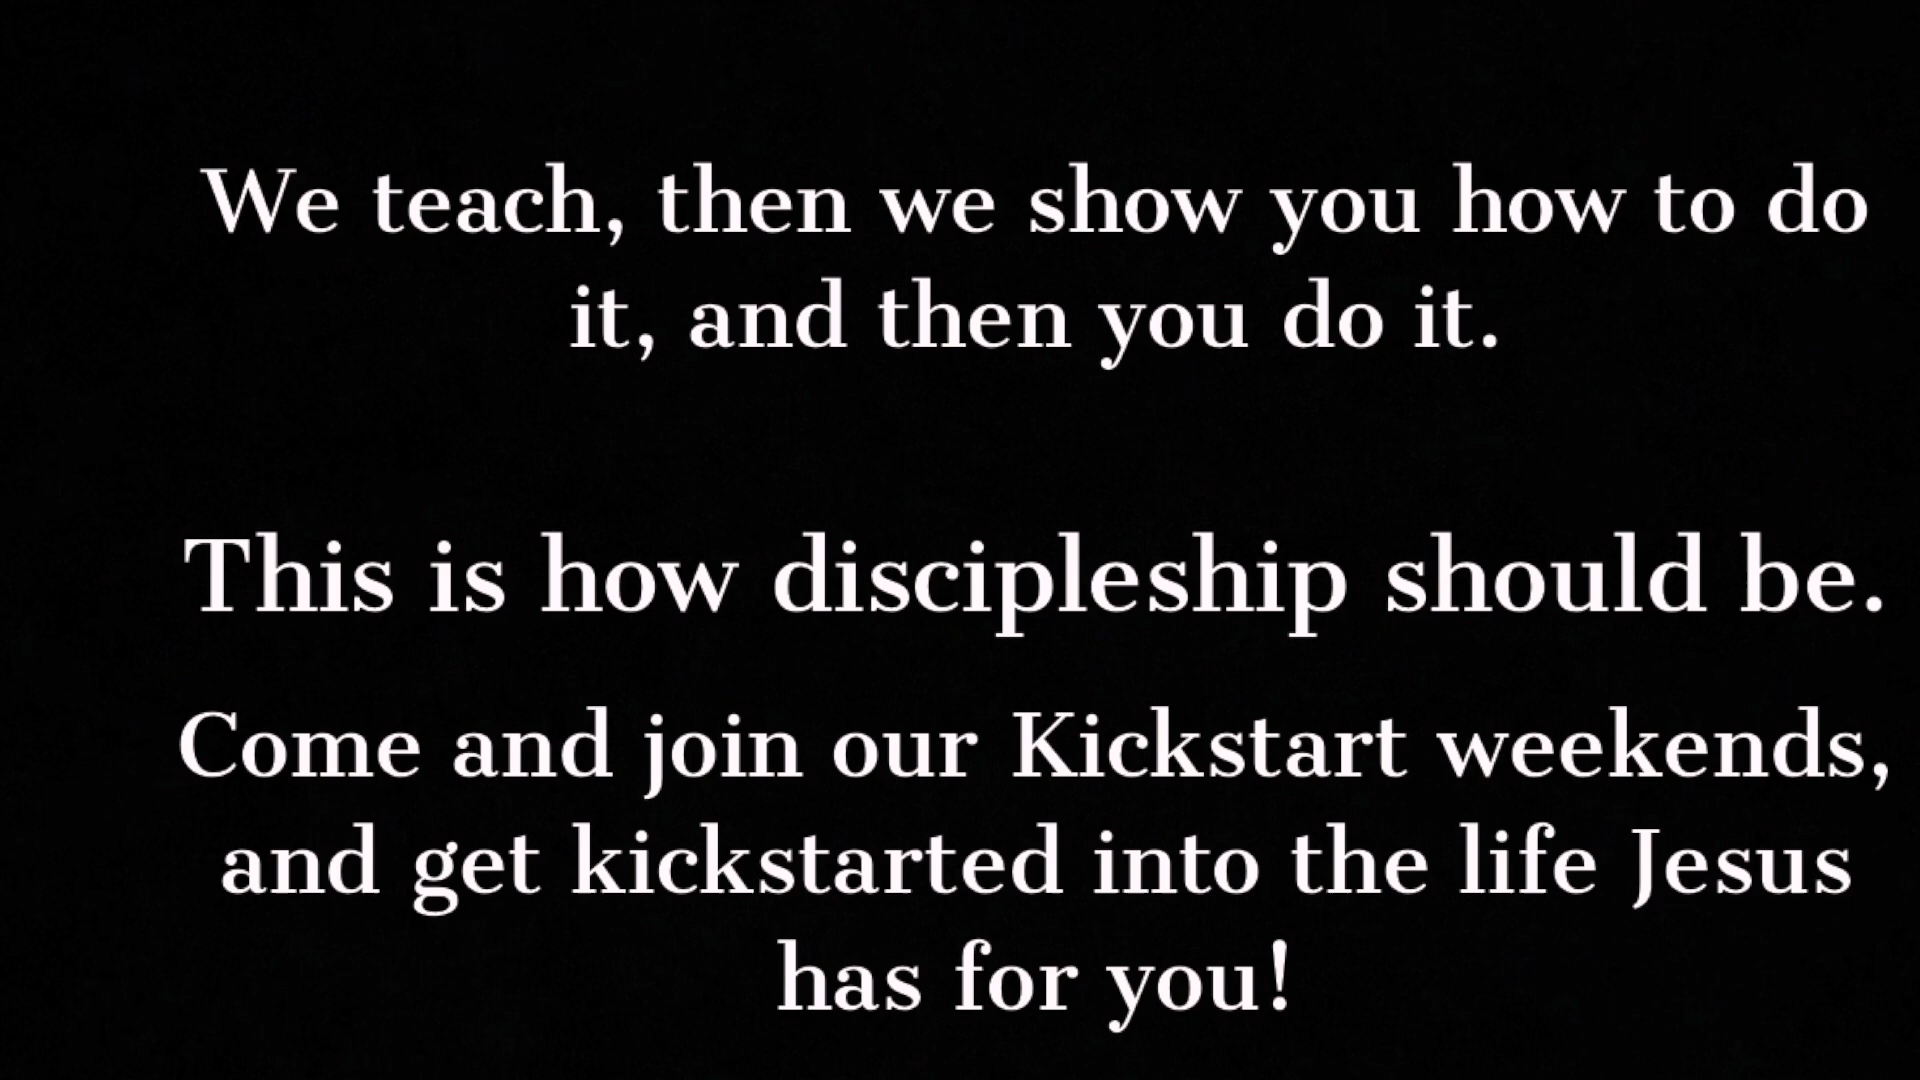 We teach, then we show you how to do
it, and then you do it.
This is how discipleship should be.
Come and join our Kickstart weekends,
and get kickstarted into the life Jesus
has for you!